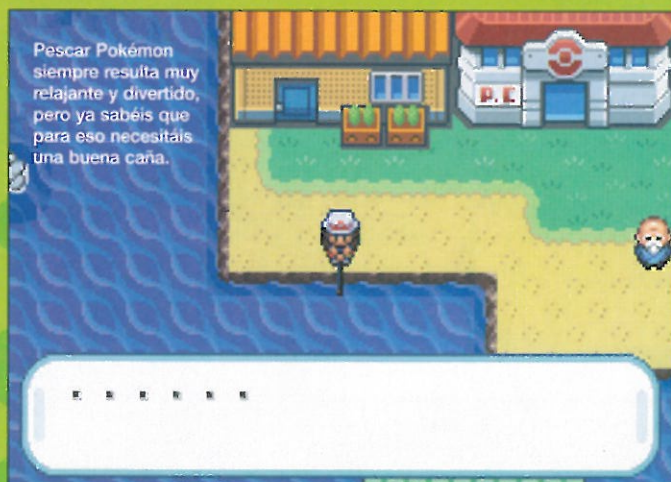 Pescar Pokémon
siempre resulta muy
relajante y divertido,
pero ya sabéis que
para eso necesitáis
una buena caña.
P.C
. . . . . .